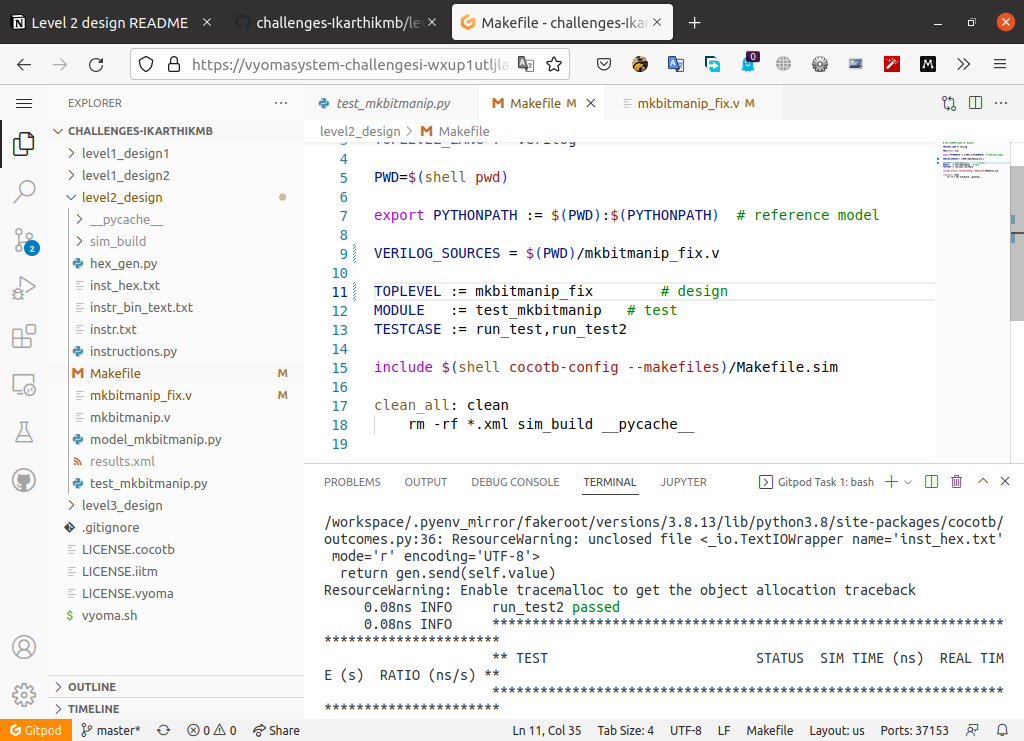 Level 2 design README
challenges-Ikarthikmb/lev
Makefile - challenges-Ikar
https://vyomasystem-challengesi-wxup1utljla
0
EXPLORER
CHALLENGES-IKARTHIKMB
level1_design1
level1_design2
level2_design
__pycache__
sim_build
hex_gen.py
inst_hex.txt
instr_bin_text.txt
instr.txt
instructions.py
Makefile M
mkbitmanip_fix.v M
mkbitmanip.v
model_mkbitmanip.py
results.xml
test_mkbitmanip.py
level3_design
.gitignore
LICENSE.cocotb
LICENSE.iitm
LICENSE.vyoma
vyoma.sh
OUTLINE
TIMELINE
2
test_mkbitmanip.py
Makefile M
mkbitmanip_fix.v M
level2_design > Makefile
4
5 PWD=$(shell pwd)
6
7 export PYTHONPATH := $(PWD):$(PYTHONPATH) # reference model
8
9 VERILOG_SOURCES = $(PWD)/mkbitmanip_fix.v
10
11 TOPLEVEL := mkbitmanip_fix # design
12 MODULE := test_mkbitmanip # test
13 TESTCASE := run_test,run_test2
14
15 include $(shell cocotb-config --makefiles)/Makefile.sim
16
17 clean_all: clean
18 rm -rf *.xml sim_build __pycache__
19
PROBLEMS OUTPUT DEBUG CONSOLE TERMINAL JUPYTER Gitpod Task 1: bash
/workspace/.pyenv_mirror/fakeroot/versions/3.8.13/lib/python3.8/site-packages/cocotb/
outcomes.py:36: ResourceWarning: unclosed file <_io.TextIOWrapper name='inst_hex.txt'
mode='r' encoding='UTF-8'>
return gen.send(self.value)
ResourceWarning: Enable tracemalloc to get the object allocation traceback
0.08ns INFO run_test2 passed
0.08ns INFO ****************************************************************
**********************
** TEST STATUS SIM TIME (ns) REAL TIM
E (s) RATIO (ns/s) **
****************************************************************
**********************
Gitpod master* 0 0 Share Ln 11, Col 35 Tab Size: 4 UTF-8 LF Makefile Layout: us Ports: 37153